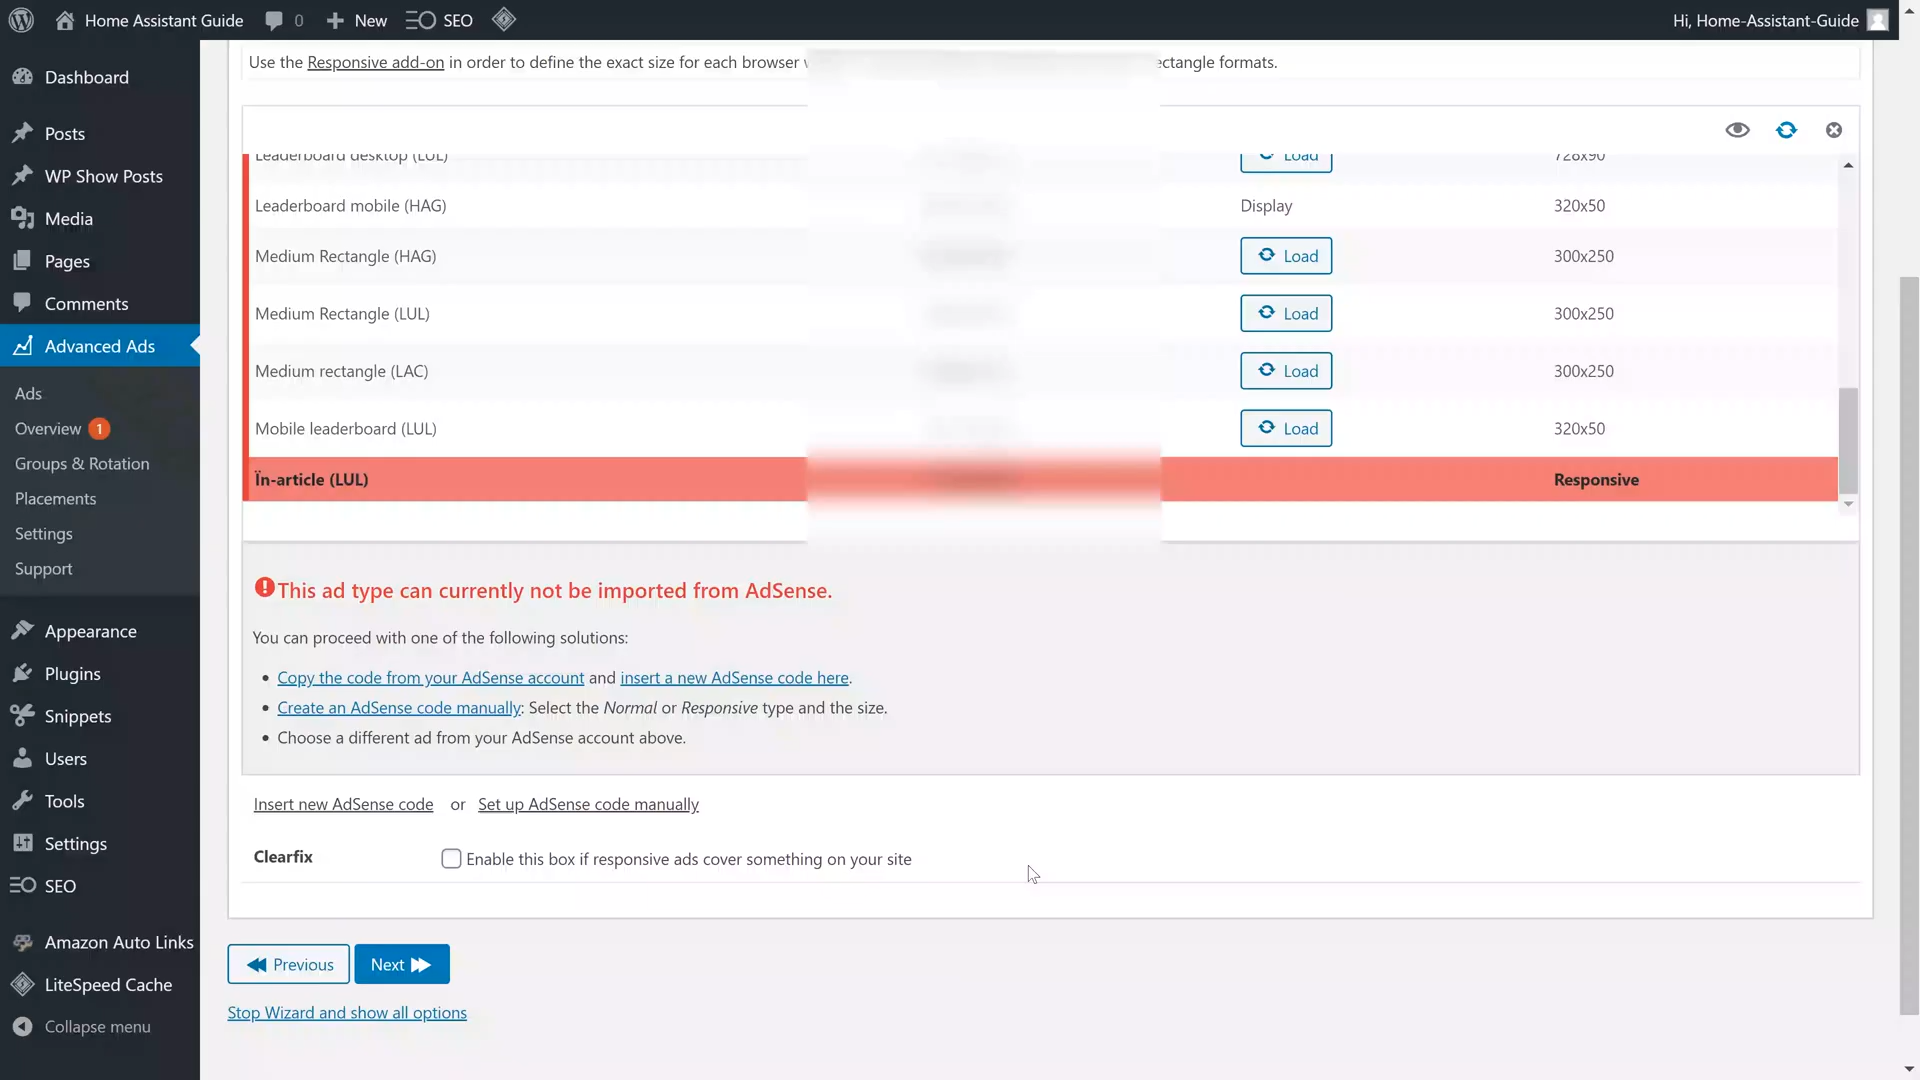 Home Assistant Guide 0 New SEO Hi, Home-Assistant-Guide
Dashboard
Posts
WP Show Posts
Media
Pages
Comments
Advanced Ads
Ads
Overview 1
Groups & Rotation
Placements
Settings
Support
Appearance
Plugins
Snippets
Users
Tools
Settings
SEO
Amazon Auto Links
LiteSpeed Cache
Collapse menu
Use the Responsive add-on in order to define the exact size for each browser ectangle formats.
Leaderboard desktop (LUL) Load 728x90
Leaderboard mobile (HAG) Display 320x50
Medium Rectangle (HAG) Load 300x250
Medium Rectangle (LUL) Load 300x250
Medium rectangle (LAC) Load 300x250
Mobile leaderboard (LUL) Load 320x50
Ïn-article (LUL) Responsive
This ad type can currently not be imported from AdSense.
You can proceed with one of the following solutions:
• Copy the code from your AdSense account and insert a new AdSense code here.
• Create an AdSense code manually: Select the Normal or Responsive type and the size.
• Choose a different ad from your AdSense account above.
Insert new AdSense code or Set up AdSense code manually
Clearfix Enable this box if responsive ads cover something on your site
Previous Next
Stop Wizard and show all options